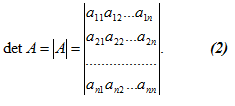 a₁₁a₁₂...a₁ₙ
a₂₁a₂₂...a₂ₙ
det A = |A| = . (2)
...................
aₙ₁aₙ₂...aₙₙ